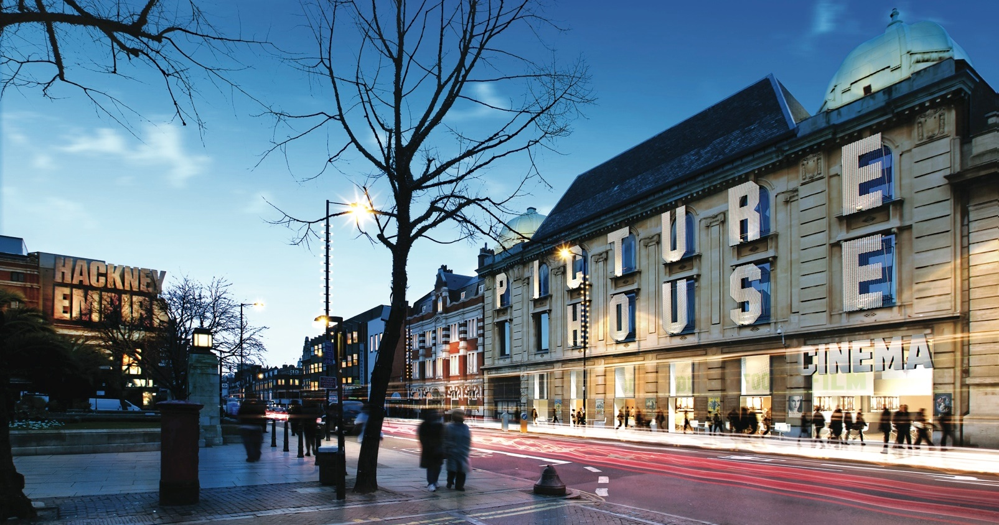 HACKNEY
EMPIRE
PICTURE
HOUSE
CINEMA
FILM